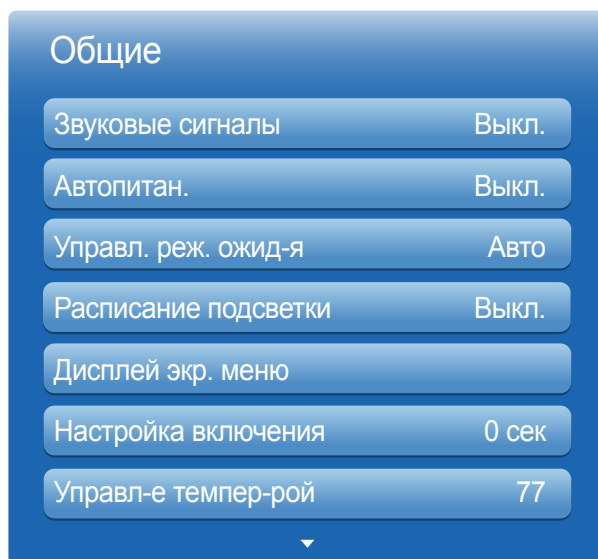 Общие
Звуковые сигналы Выкл.
Автопитан. Выкл.
Управл. реж. ожид-я Авто
Расписание подсветки Выкл.
Дисплей экр. меню
Настройка включения 0 сек
Управл-е темпер-рой 77